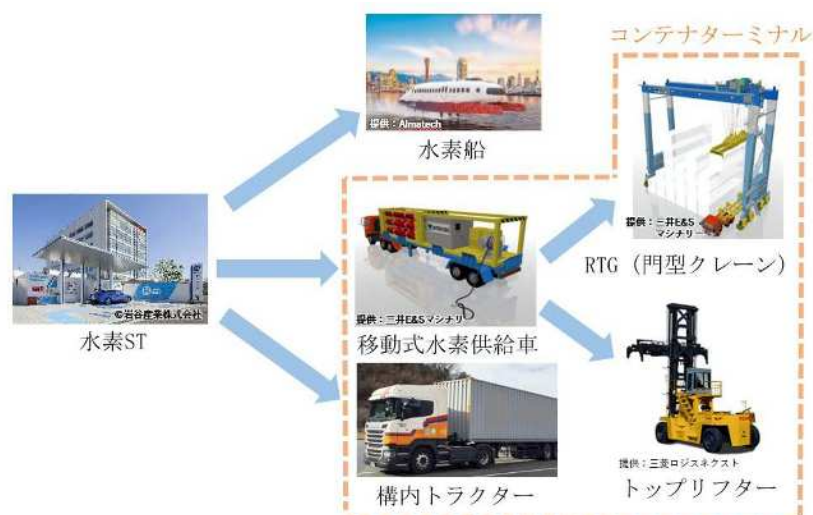 コンテナターミナル
提供：Almatech
水素船
提供：三井E&S
マシナリー
RTG（門型クレーン）
©岩谷産業株式会社
水素ST
提供：三井E&Sマシナリー
移動式水素供給車
構内トラクター
提供：三菱ロジスネクスト
トップリフター